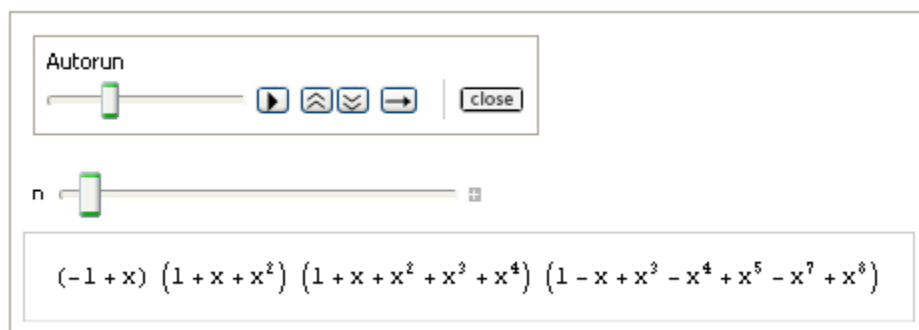 Autorun
close
n
(-1 + x) (1 + x + x²) (1 + x + x² + x³ + x⁴) (1 - x + x³ - x⁴ + x⁵ - x⁷ + x⁸)